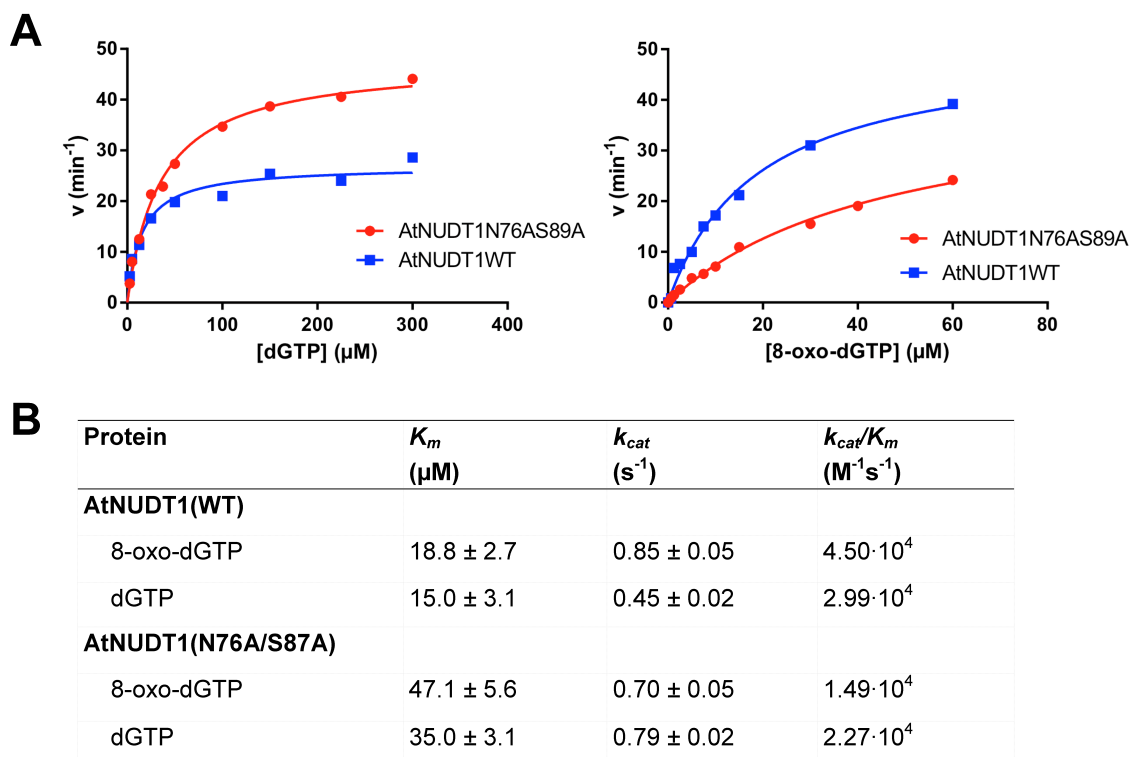 A
50
40
30
20
10
0
v (min⁻¹)
AtNUDT1N76AS89A
AtNUDT1WT
0 100 200 300 400
[dGTP] (µM)
50
40
30
20
10
0
v (min⁻¹)
AtNUDT1N76AS89A
AtNUDT1WT
0 20 40 60 80
[8-oxo-dGTP] (µM)
B
Protein Km kcat kcat/Km
(µM) (s⁻¹) (M⁻¹s⁻¹)
AtNUDT1(WT)
8-oxo-dGTP 18.8 ± 2.7 0.85 ± 0.05 4.50·10⁴
dGTP 15.0 ± 3.1 0.45 ± 0.02 2.99·10⁴
AtNUDT1(N76A/S87A)
8-oxo-dGTP 47.1 ± 5.6 0.70 ± 0.05 1.49·10⁴
dGTP 35.0 ± 3.1 0.79 ± 0.02 2.27·10⁴